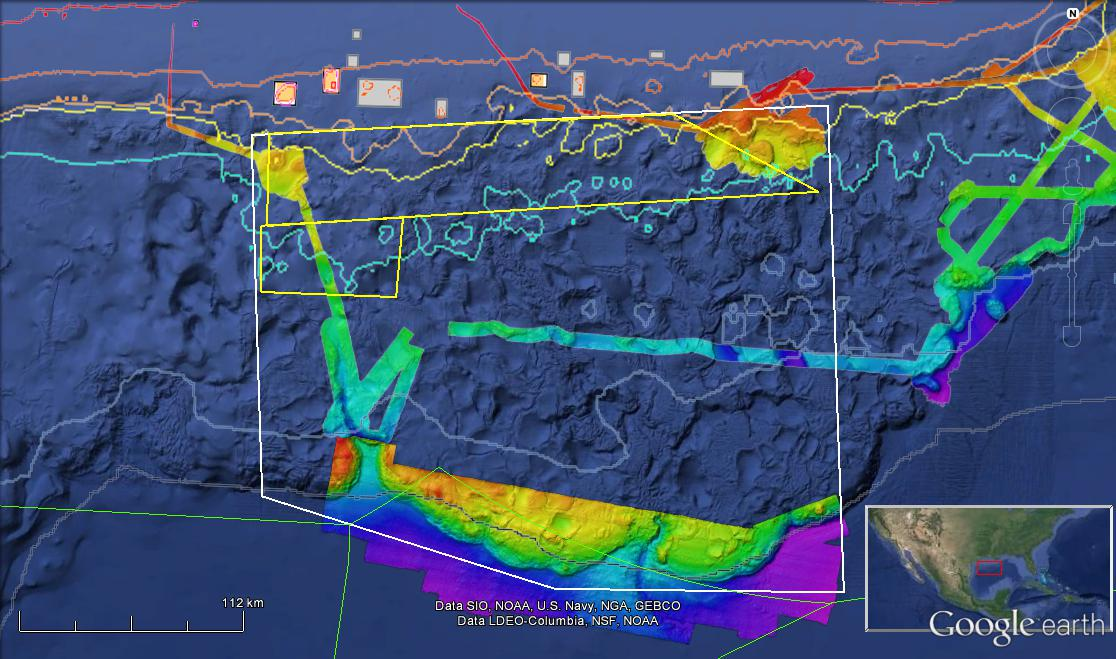 N
112 km
Data SIO, NOAA, U.S. Navy, NGA, GEBCO
Data LDEO-Columbia, NSF, NOAA
Google earth